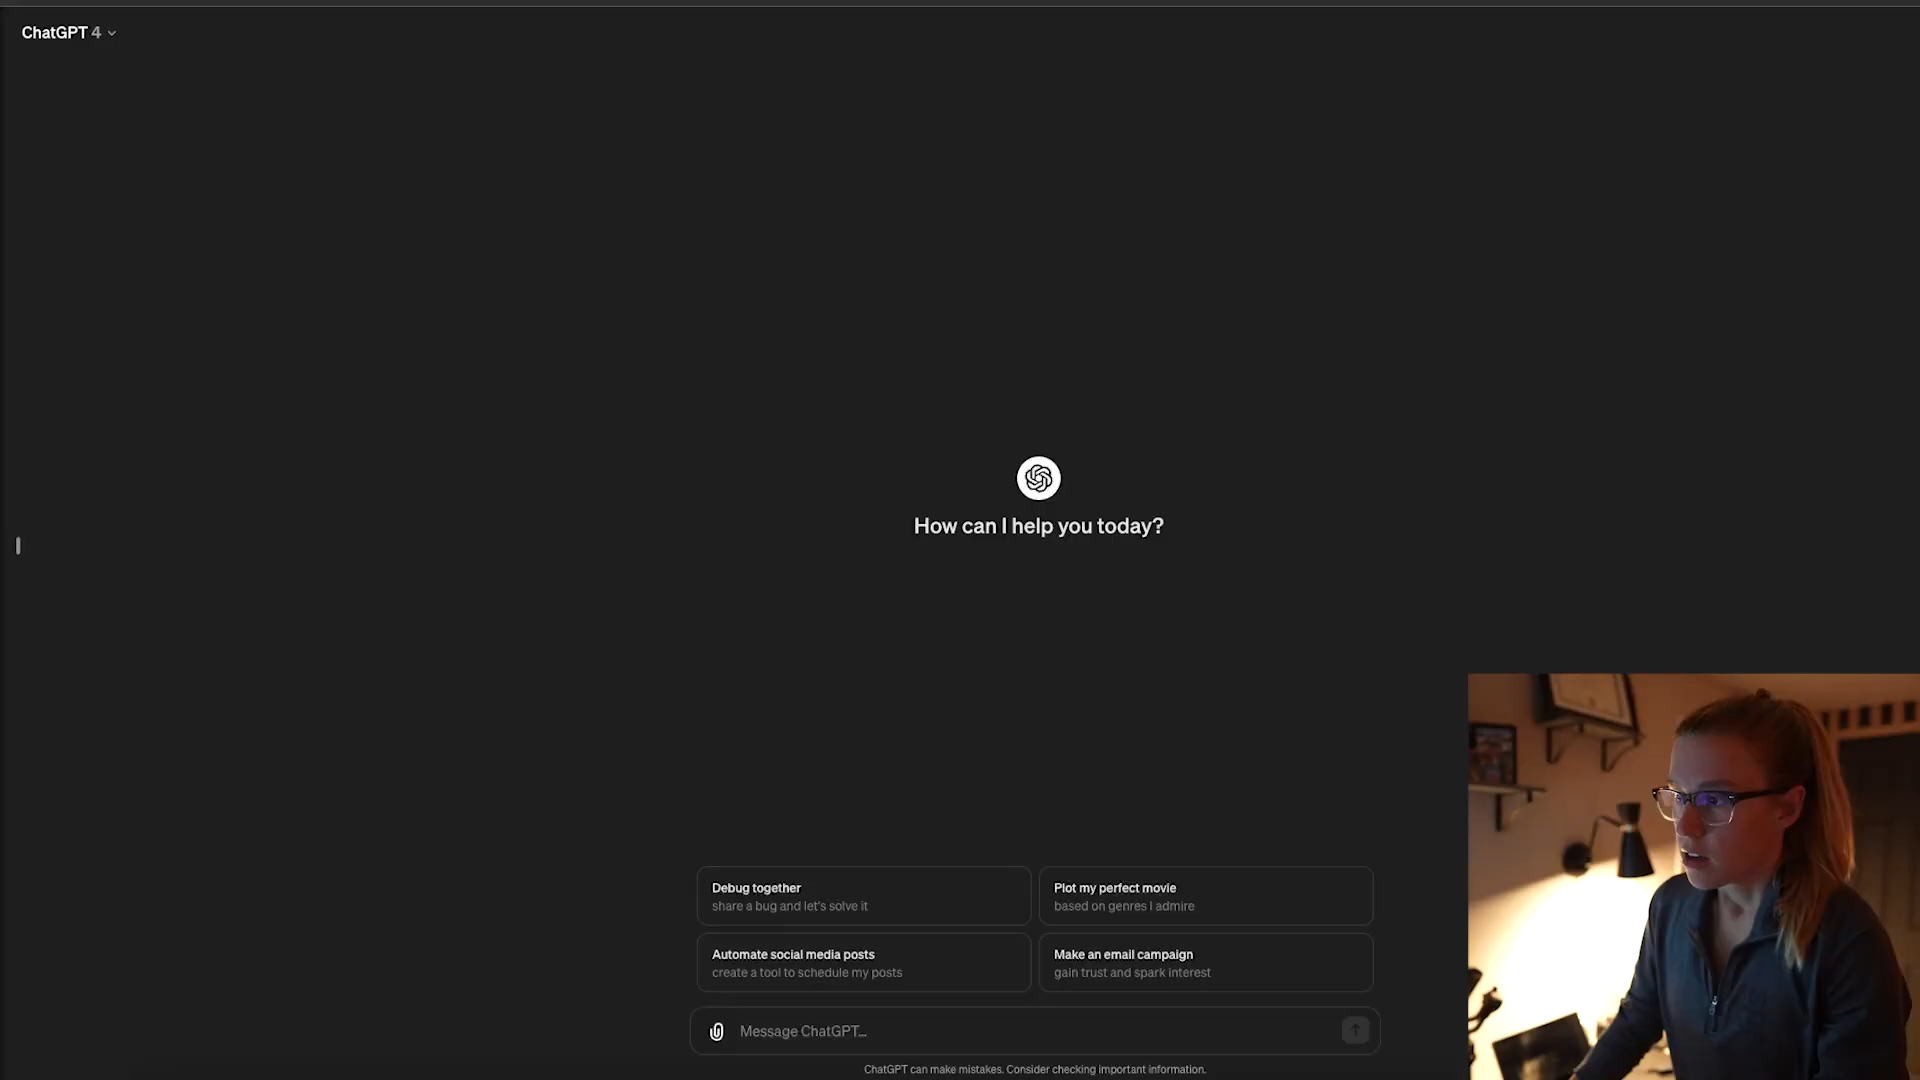 ChatGPT 4
How can I help you today?
Debug together
share a bug and let's solve it
Plot my perfect movie
based on genres I admire
Automate social media posts
create a tool to schedule my posts
Make an email campaign
gain trust and spark interest
Message ChatGPT...
ChatGPT can make mistakes. Consider checking important information.